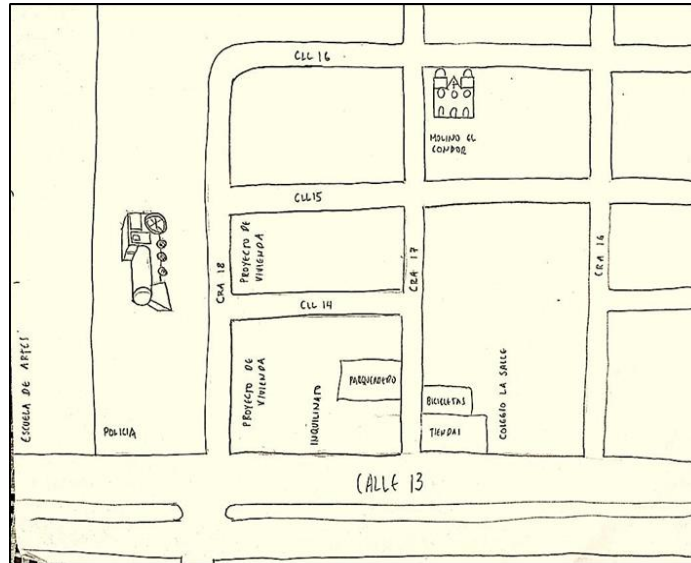 CLL 16
MOLINO EL
CONDOR
CLL 15
CRA 18
PROYECTO DE
VIVIENDA
CRA 17
CRA 16
CLL 14
ESCUELA DE ARTES
POLICIA
PROYECTO DE
VIVIENDA
INQUILINATO
PARQUEADERO
BICICLETAS
TIENDAS
COLEGIO LA SALLE
CALLE 13